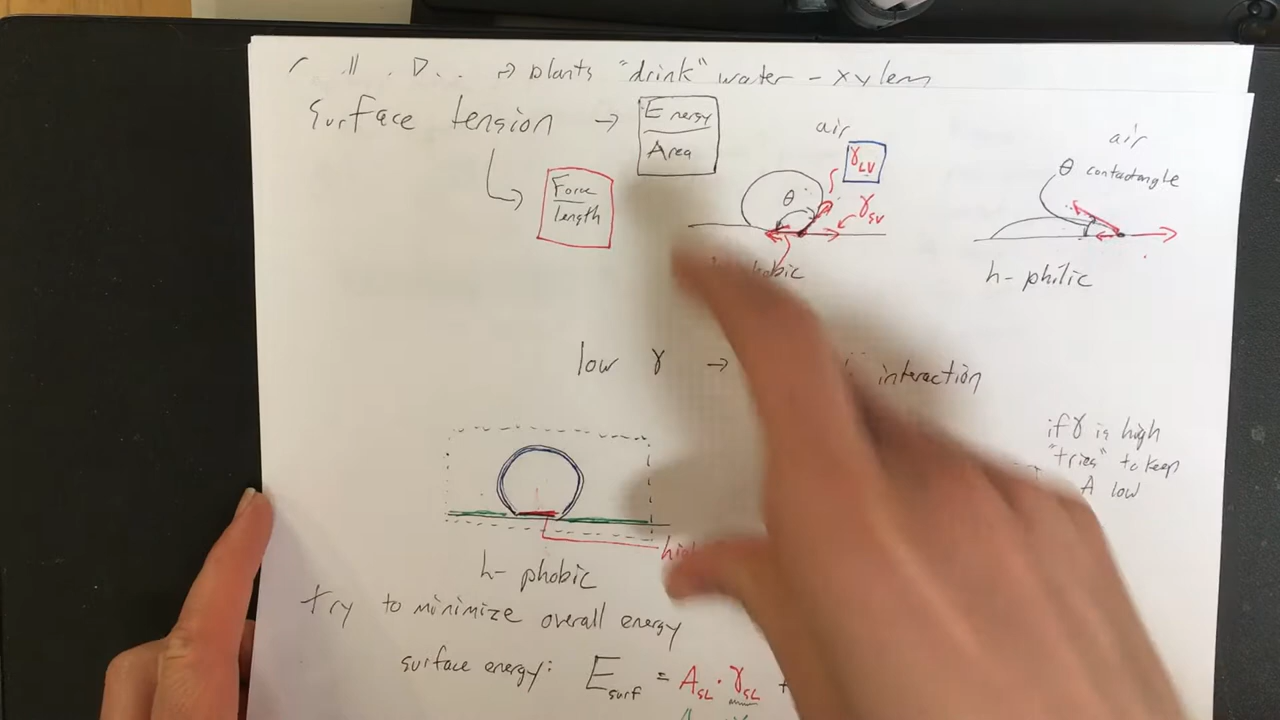 → plants "drink" water - xylem
surface tension → Energy
Area
Force
length
air
θ
γLV
γSV
air
θ contact angle
h-philic
low γ → interaction
if γ is high
"tries" to keep
A low
h-phobic
try to minimize overall energy
surface energy: Esurf = ASL · γSL +